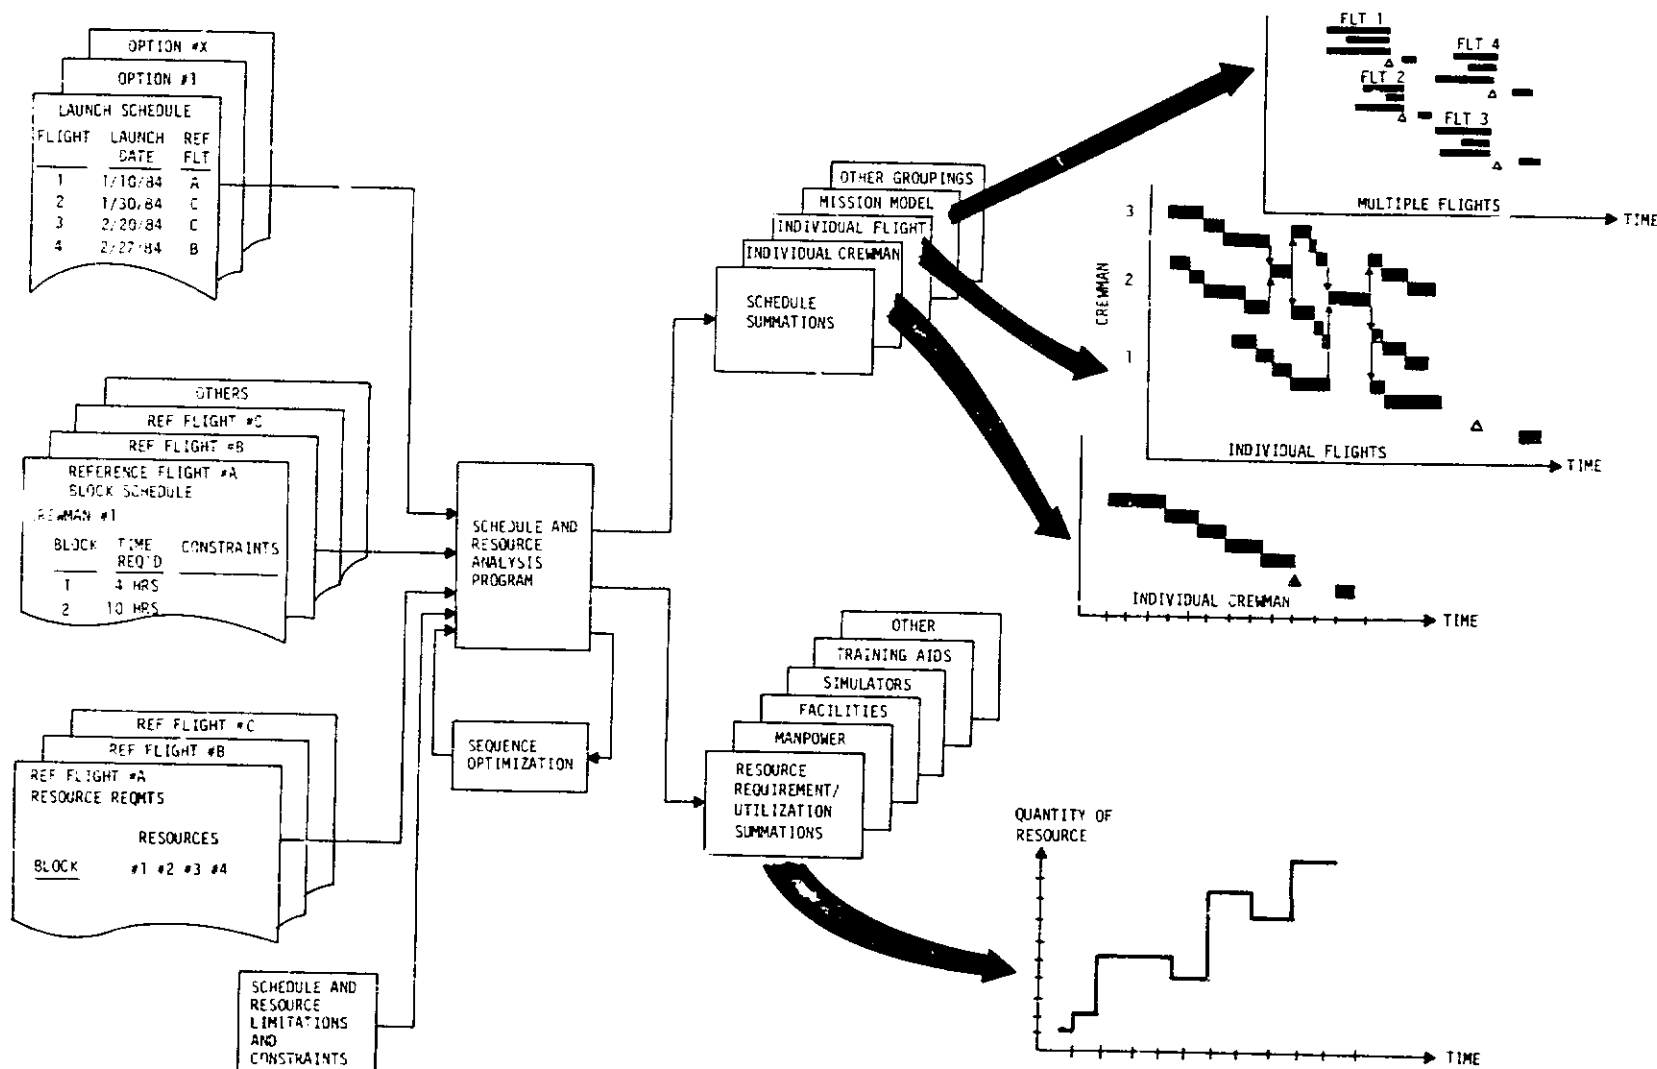 OPTION #X
OPTION #1
LAUNCH SCHEDULE
FLIGHT LAUNCH DATE REF FLT
1 1/10/84 A
2 1/30/84 C
3 2/20/84 C
4 2/27/84 B
OTHERS
REF FLIGHT #C
REF FLIGHT #B
REFERENCE FLIGHT #A
BLOCK SCHEDULE
REWMAN #1
BLOCK TIME REQ'D CONSTRAINTS
1 4 HRS
2 10 HRS
REF FLIGHT #C
REF FLIGHT #B
REF FLIGHT #A
RESOURCE REQMTS
RESOURCES
BLOCK #1 #2 #3 #4
SCHEDULE AND
RESOURCE
LIMITATIONS
AND
CONSTRAINTS
SCHEDULE AND
RESOURCE
ANALYSIS
PROGRAM
SEQUENCE
OPTIMIZATION
OTHER GROUPINGS
MISSION MODEL
INDIVIDUAL FLIGHT
INDIVIDUAL CREWMAN
SCHEDULE
SUMMATIONS
OTHER
TRAINING AIDS
SIMULATORS
FACILITIES
MANPOWER
RESOURCE
REQUIREMENT/
UTILIZATION
SUMMATIONS
FLT 1
FLT 4
FLT 2
FLT 3
MULTIPLE FLIGHTS
TIME
CREWMAN
3
2
1
INDIVIDUAL FLIGHTS
TIME
INDIVIDUAL CREWMAN
TIME
QUANTITY OF
RESOURCE
TIME